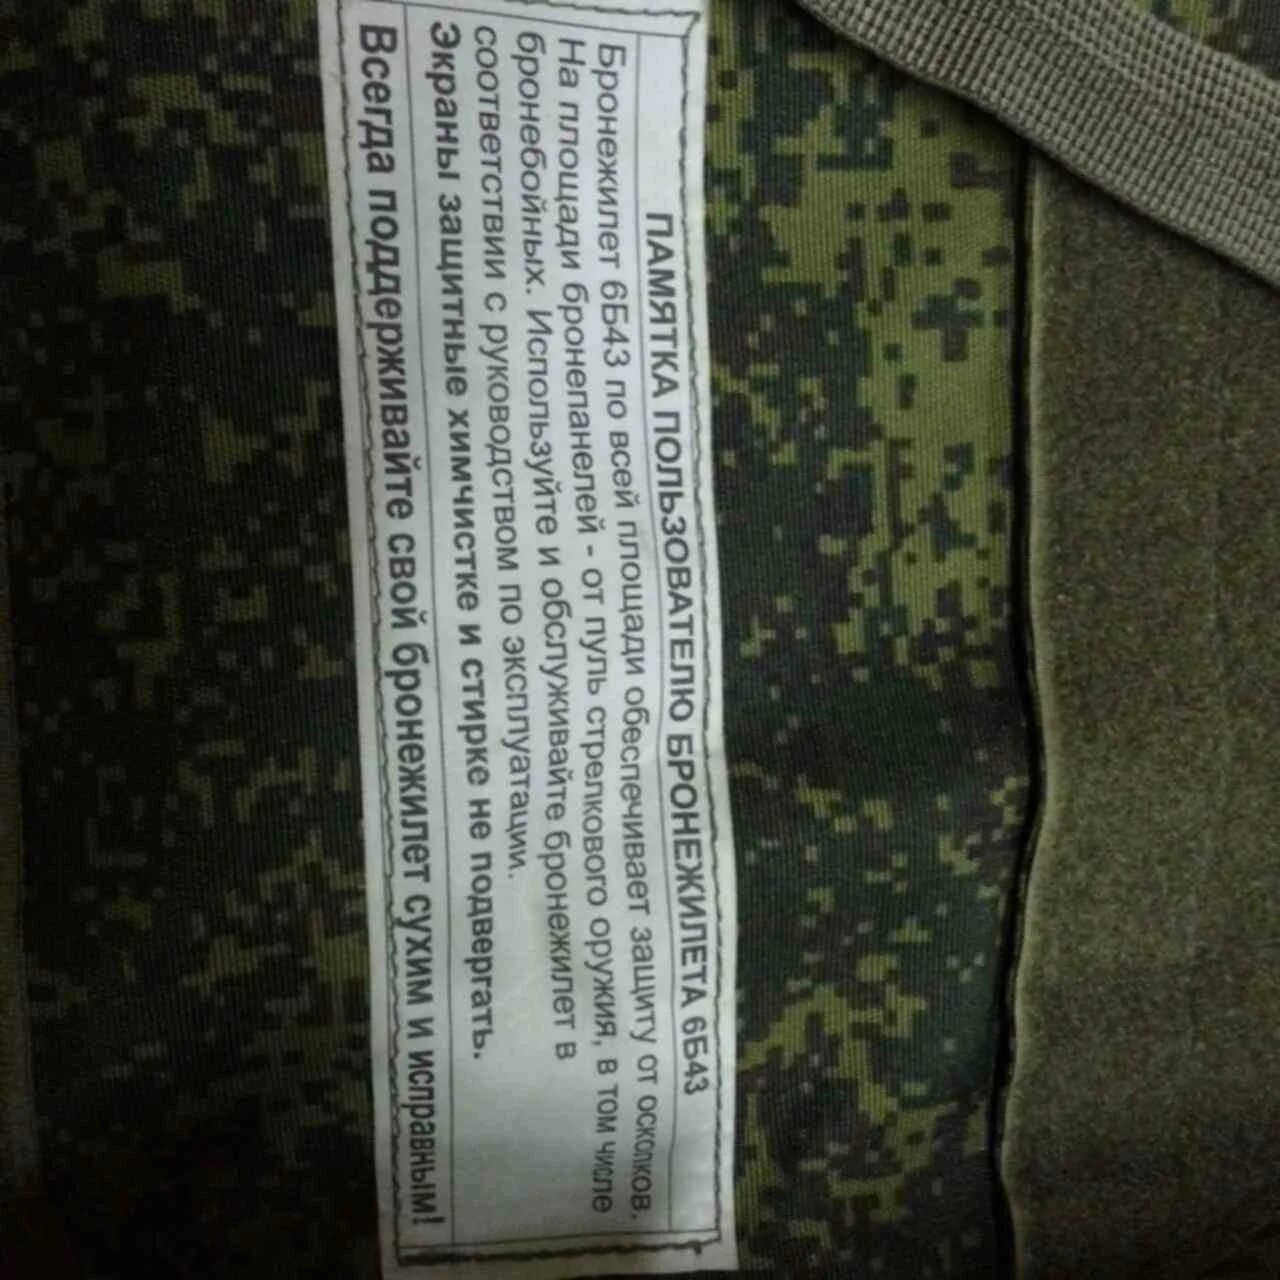 ПАМЯТКА ПОЛЬЗОВАТЕЛЮ БРОНЕЖИЛЕТА 6Б43
Бронежилет 6Б43 по всей площади обеспечивает защиту от осколков.
На площади бронепанелей - от пуль стрелкового оружия, в том числе
бронебойных. Используйте и обслуживайте бронежилет в
соответствии с руководством по эксплуатации.
Экраны защитные химчистке и стирке не подвергать.
Всегда поддерживайте свой бронежилет сухим и исправным!